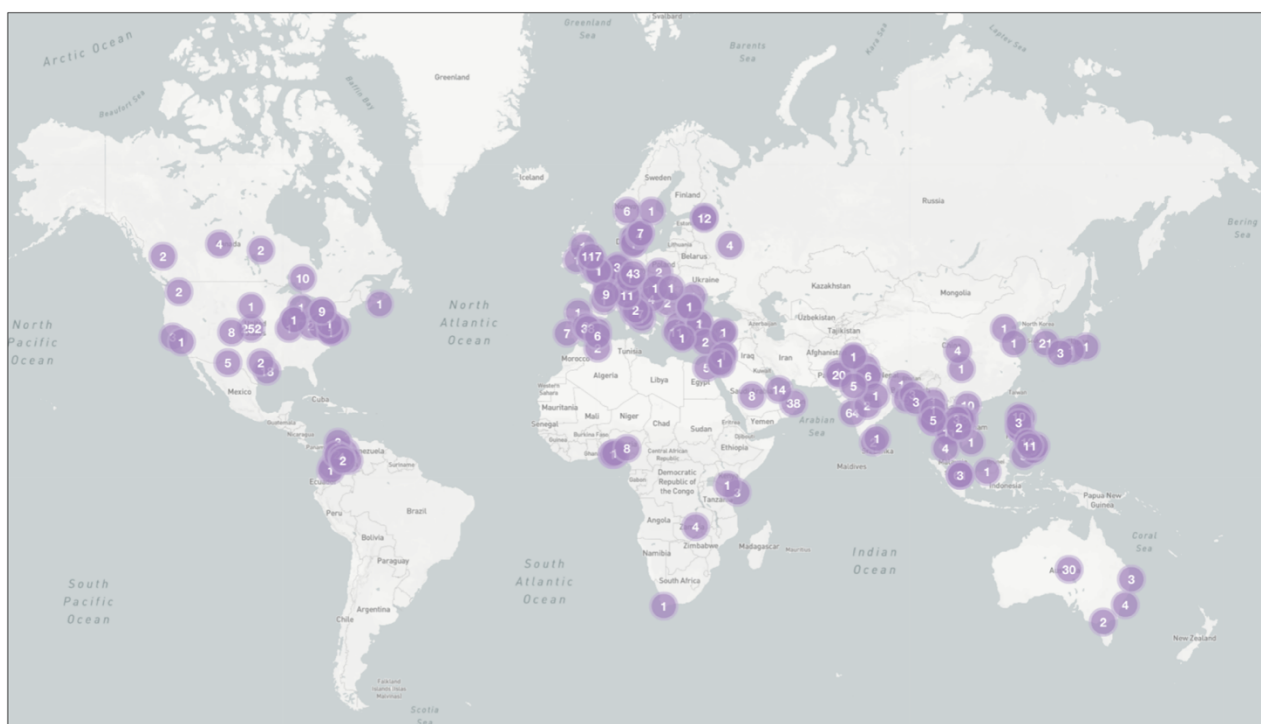 Arctic Ocean
Beaufort Sea
Baffin Bay
Greenland
Greenland
Sea
Svalbard
Barents
Sea
Kara Sea
Laptev Sea
Bering
Sea
Iceland
Sweden
Finland
Russia
6
1
12
7
4
Lithuania
Belarus
2
4
2
117
1
3
43
2
Ukraine
Kazakhstan
Mongolia
10
2
1
9
1
9
11
1
1
2
1
North
Pacific
Ocean
North
Atlantic
Ocean
8
252
1
1
1
7
6
2
1
1
2
1
1
5
Uzbekistan
Tajikistan
Azerbaijan
Afghanistan
North Korea
1
1
21
3
1
4
1
5
2
Mexico
Cuba
Guatemala
Nicaragua
Morocco
Tunisia
Algeria
Libya
Egypt
Iraq
Iran
Kuwait
8
14
38
20
1
5
6
64
2
1
1
3
Taiwan
Mauritania
Mali
Niger
Chad
Sudan
Eritrea
Yemen
Arabian
Sea
Senegal
Burkina Faso
Guinea
Ethiopia
Central African
Republic
Maldives
5
2
1
4
3
1
3
11
Indonesia
2
1
Suriname
1
8
Gabon
Democratic
Republic of
the Congo
1
Tanzania
Papua New
Guinea
Peru
Brazil
Bolivia
Paraguay
Chile
Argentina
Angola
4
Zimbabwe
Namibia
Madagascar
Mauritius
South Africa
1
South
Pacific
Ocean
South
Atlantic
Ocean
Indian
Ocean
Coral
Sea
30
3
4
2
New Zealand
Falkland
Islands (Islas
Malvinas)
Scotia
Sea